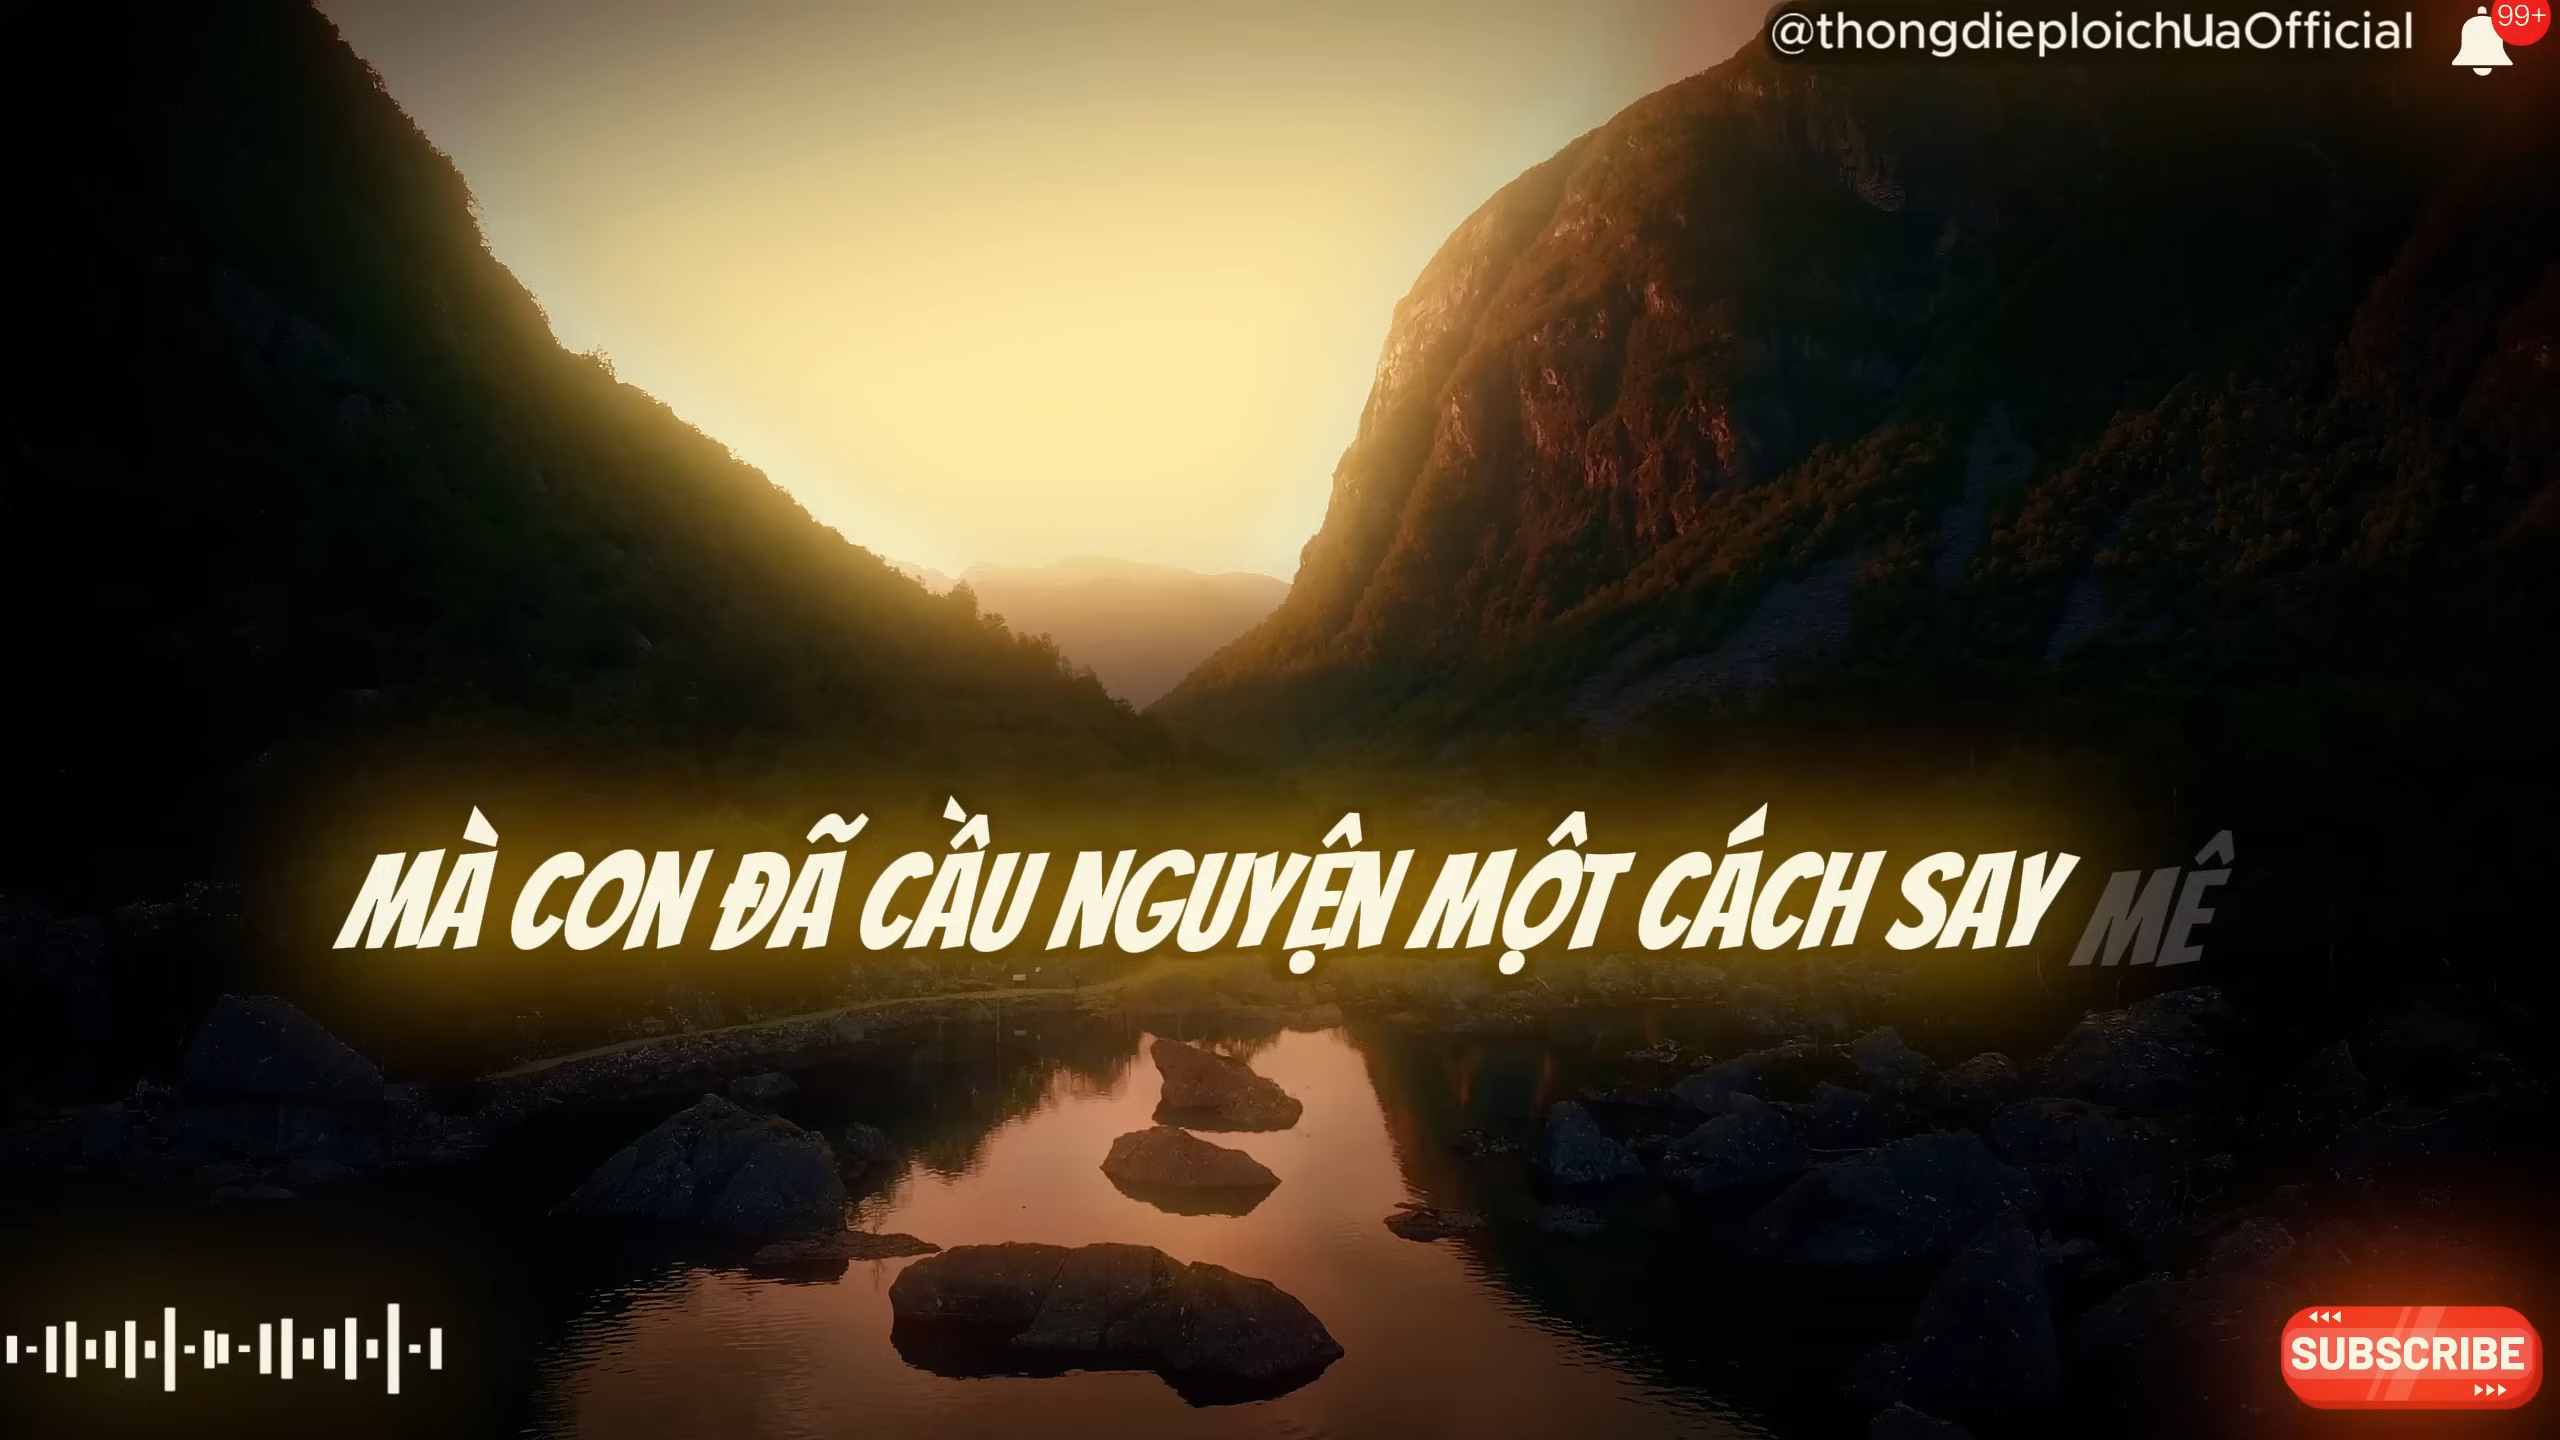 @thongdieploichuaOfficial
99+
MÀ CON ĐÃ CẦU NGUYỆN MỘT CÁCH SAY MÊ
SUBSCRIBE